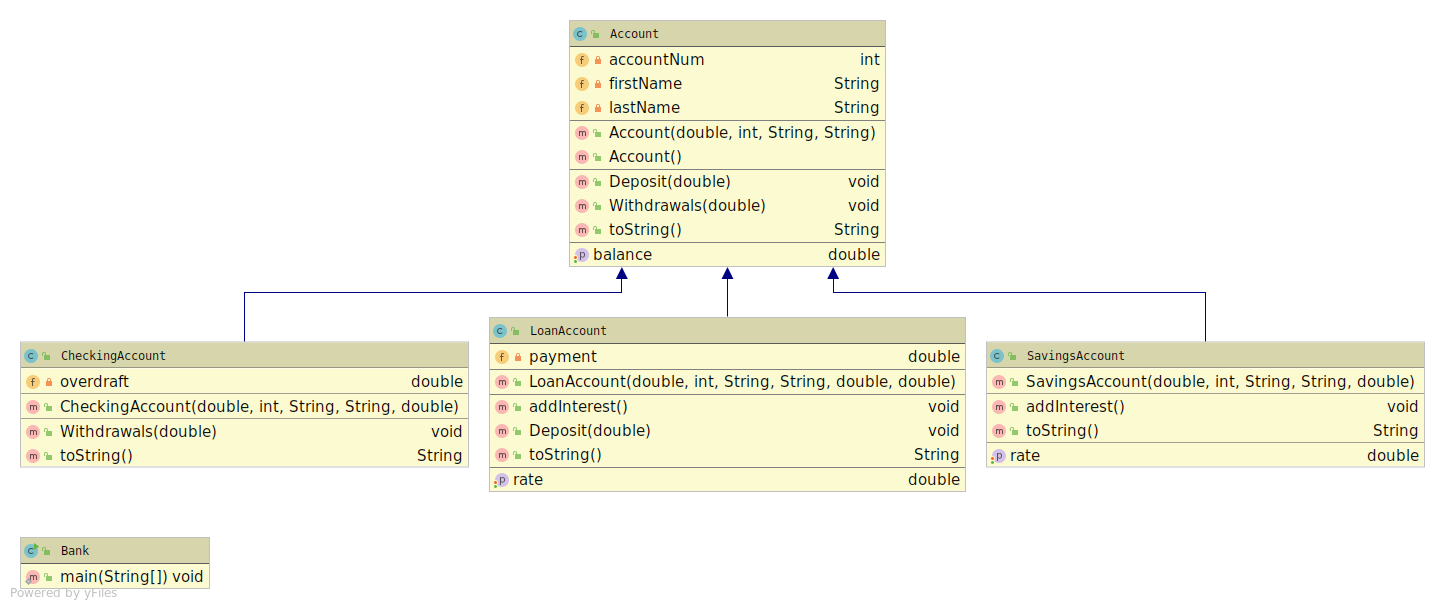 Account
accountNum int
firstName String
lastName String
Account(double, int, String, String)
Account()
Deposit(double) void
Withdrawals(double) void
toString() String
balance double
CheckingAccount
overdraft double
CheckingAccount(double, int, String, String, double)
Withdrawals(double) void
toString() String
LoanAccount
payment double
LoanAccount(double, int, String, String, double, double)
addInterest() void
Deposit(double) void
toString() String
rate double
SavingsAccount
SavingsAccount(double, int, String, String, double)
addInterest() void
toString() String
rate double
Bank
main(String[]) void
Powered by yFiles